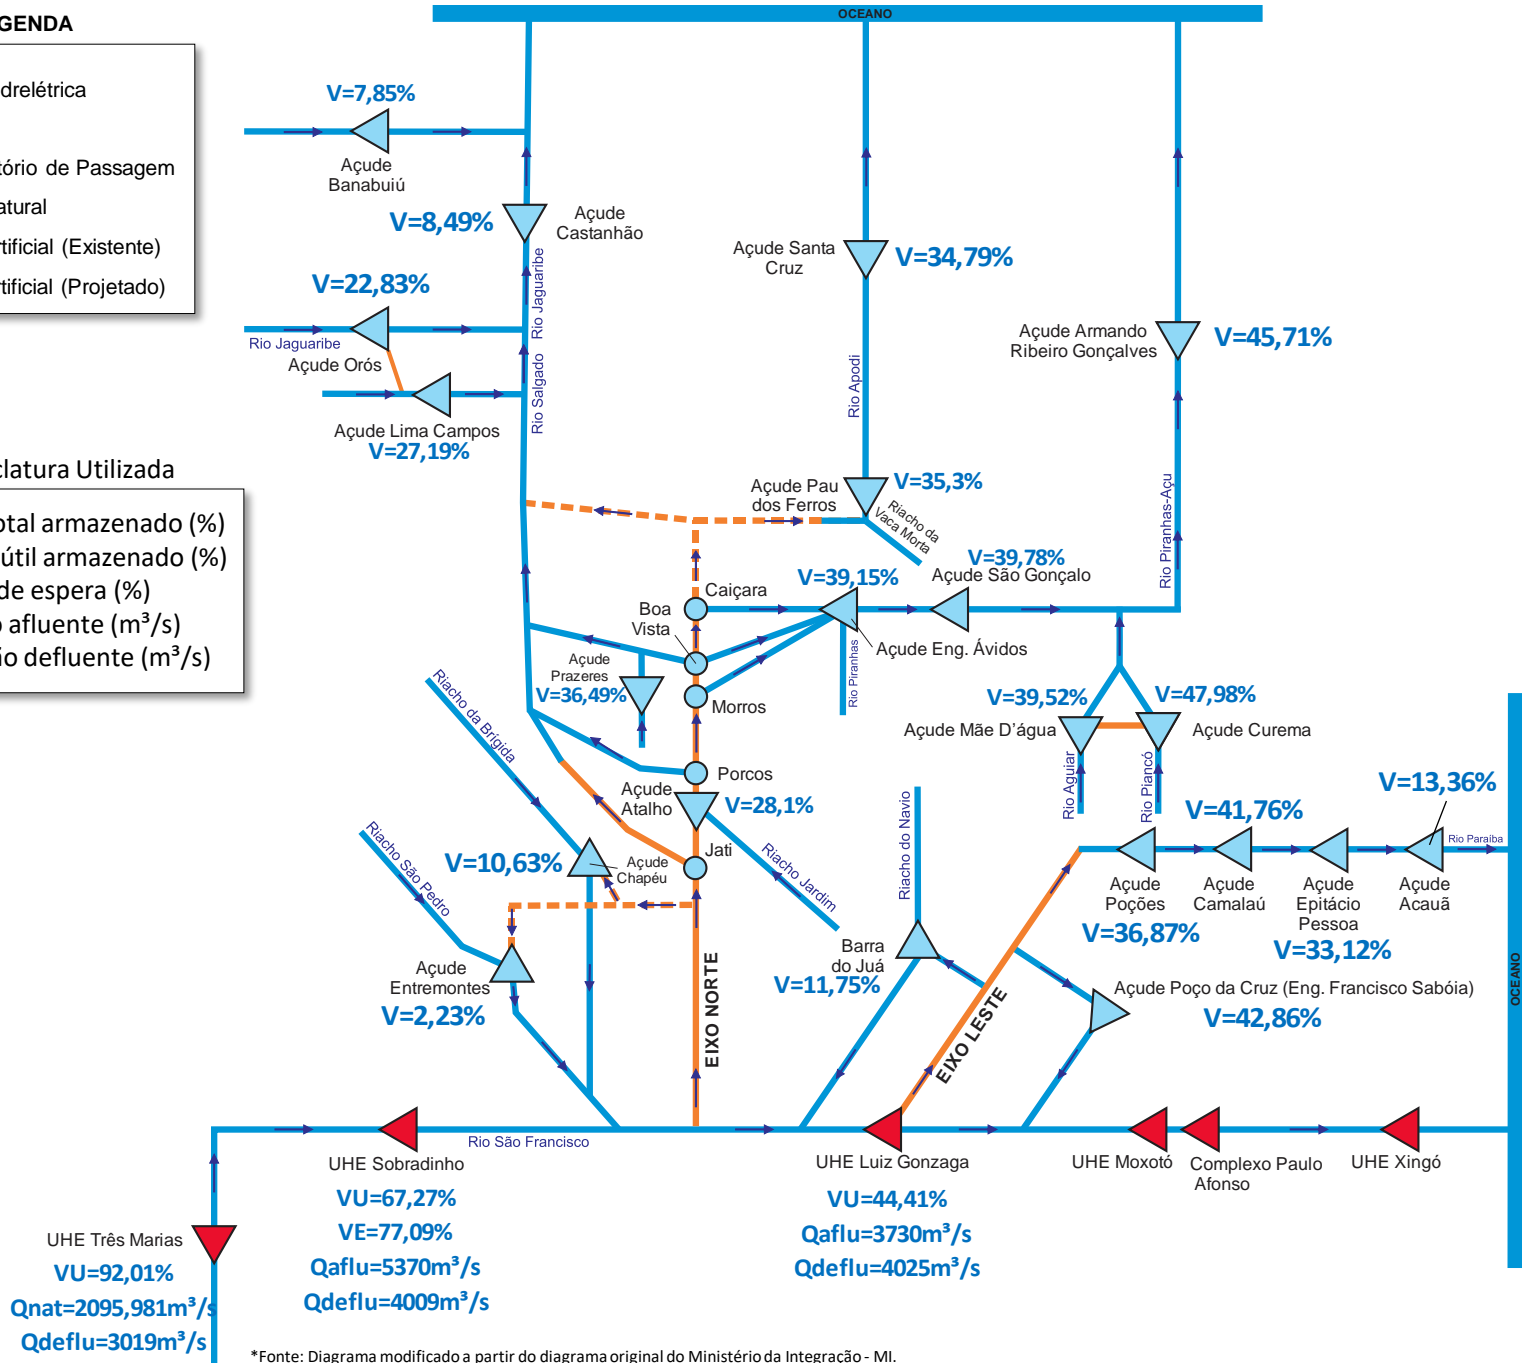 OCEANO
GENDA
drelétrica
tório de Passagem
atural
rtificial (Existente)
rtificial (Projetado)
V=7,85%
Açude
Banabuiú
V=8,49%
Açude
Castanhão
Rio Jaguaribe
V=22,83%
Rio Jaguaribe
Açude Orós
Rio Salgado
Açude Lima Campos
V=27,19%
Açude Santa
Cruz
V=34,79%
Rio Apodi
Açude Armando
Ribeiro Gonçalves
V=45,71%
Rio Piranhas-Açu
clatura Utilizada
otal armazenado (%)
útil armazenado (%)
de espera (%)
o afluente (m³/s)
ão defluente (m³/s)
Açude Pau
dos Ferros
V=35,3%
Riacho da
Vaca Morta
V=39,78%
Açude São Gonçalo
V=39,15%
Caiçara
Boa
Vista
Açude Eng. Ávidos
Rio Piranhas
Açude
Prazeres
V=36,49%
Morros
Riacho da Brígida
V=39,52%
V=47,98%
Açude Mãe D'água
Açude Curema
Rio Aguiar
Rio Piancó
Porcos
Açude
Atalho
V=28,1%
Jati
Riacho Jardim
Riacho do Navio
V=13,36%
V=41,76%
Rio Paraiba
Riacho São Pedro
V=10,63%
Açude
Chapéu
Açude
Poções
V=36,87%
Açude
Camalaú
Açude
Epitácio
Pessoa
V=33,12%
Açude
Acauã
Açude
Entremontes
V=2,23%
Barra
do Juá
V=11,75%
EIXO NORTE
EIXO LESTE
Açude Poço da Cruz (Eng. Francisco Sabóia)
V=42,86%
OCEANO
Rio São Francisco
UHE Sobradinho
VU=67,27%
VE=77,09%
Qaflu=5370m³/s
Qdeflu=4009m³/s
UHE Luiz Gonzaga
VU=44,41%
Qaflu=3730m³/s
Qdeflu=4025m³/s
UHE Moxotó
Complexo Paulo
Afonso
UHE Xingó
UHE Três Marias
VU=92,01%
Qnat=2095,981m³/s
Qdeflu=3019m³/s
*Fonte: Diagrama modificado a partir do diagrama original do Ministério da Integração - MI.